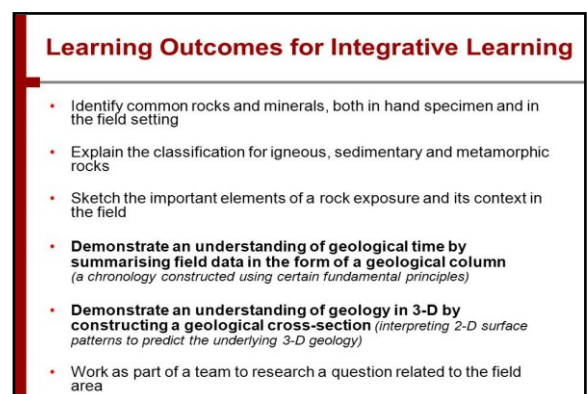 Learning Outcomes for Integrative Learning
• Identify common rocks and minerals, both in hand specimen and in
the field setting
• Explain the classification for igneous, sedimentary and metamorphic
rocks
• Sketch the important elements of a rock exposure and its context in
the field
• Demonstrate an understanding of geological time by
summarising field data in the form of a geological column
(a chronology constructed using certain fundamental principles)
• Demonstrate an understanding of geology in 3-D by
constructing a geological cross-section (interpreting 2-D surface
patterns to predict the underlying 3-D geology)
• Work as part of a team to research a question related to the field
area